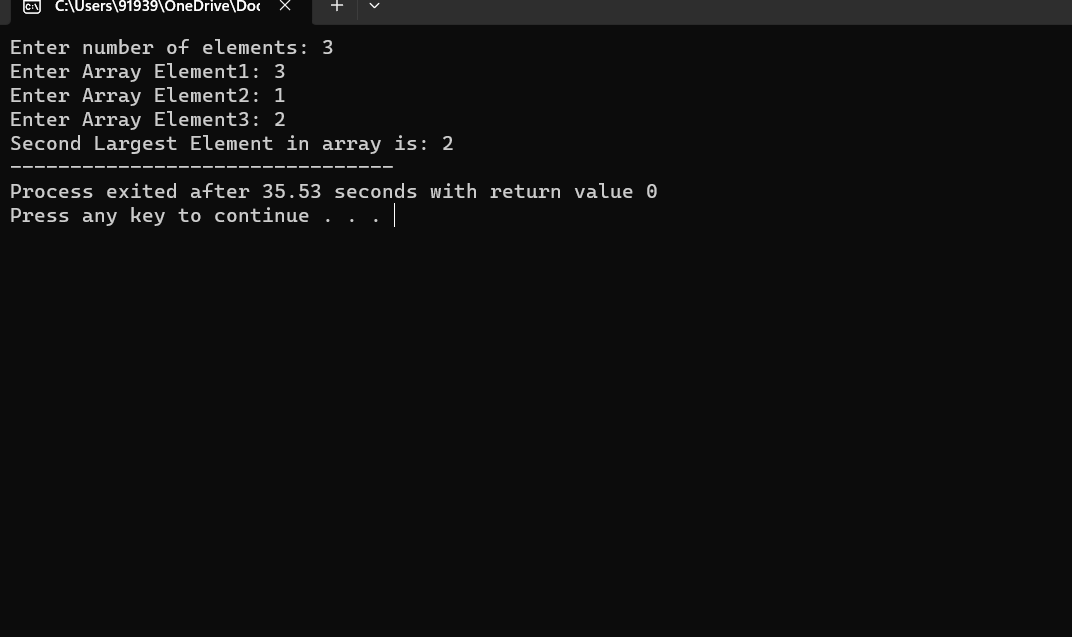 C:\Users\91939\OneDrive\Doc
Enter number of elements: 3
Enter Array Element1: 3
Enter Array Element2: 1
Enter Array Element3: 2
Second Largest Element in array is: 2
--------------------------------
Process exited after 35.53 seconds with return value 0
Press any key to continue . . .